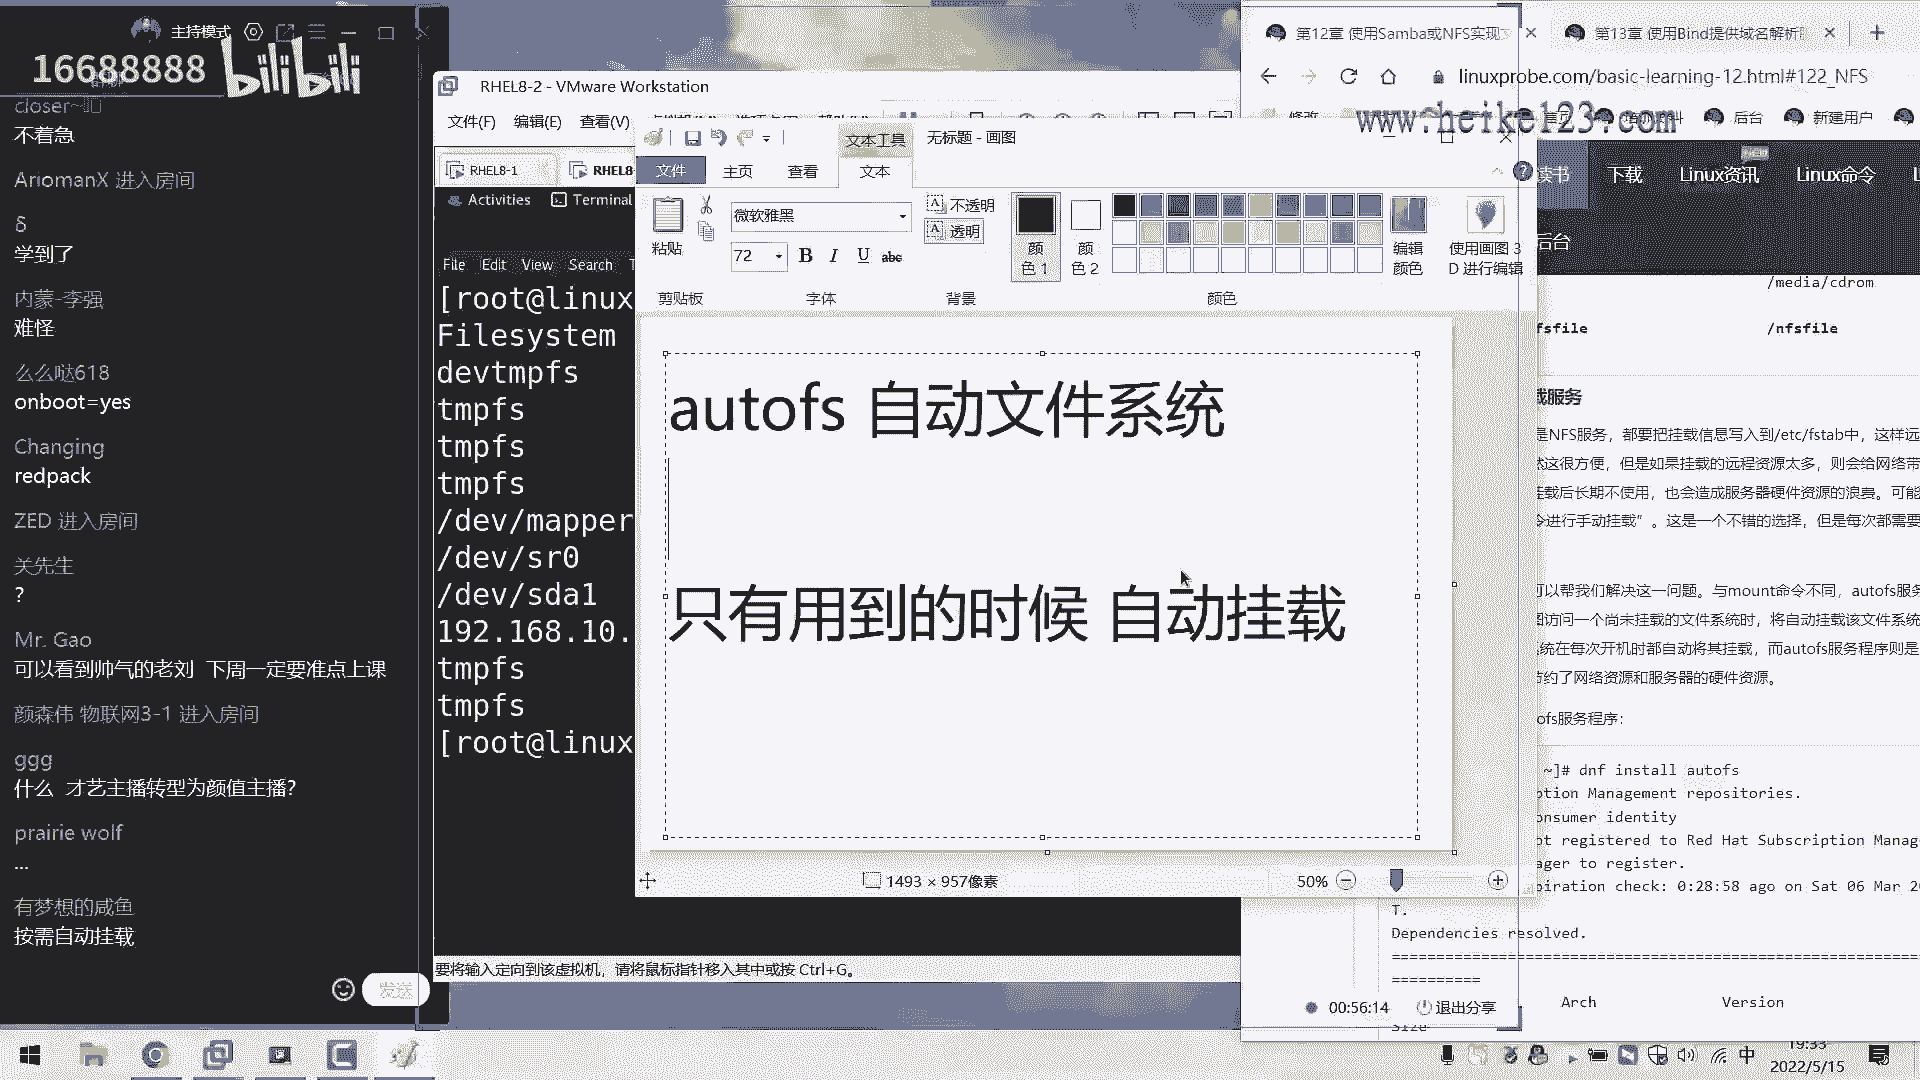 主持模式
16688888
bilibili
closer~
不着急
AriomanX 进入房间
δ
学到了
内蒙-李强
难怪
么么哒618
onboot=yes
Changing
redpack
ZED 进入房间
关先生
?
Mr. Gao
可以看到帅气的老刘 下周一定要准点上课
颜森伟 物联网3-1 进入房间
ggg
什么 才艺主播转型为颜值主播?
prairie wolf
...
有梦想的咸鱼
按需自动挂载
发送
RHEL8-2 - VMware Workstation
文件(F) 编辑(E) 查看(V)
RHEL8-1
RHEL8
Activities
Terminal
File Edit View Search T
[root@linux
Filesystem
devtmpfs
tmpfs
tmpfs
tmpfs
/dev/mapper
/dev/sr0
/dev/sda1
192.168.10.
tmpfs
tmpfs
[root@linux
要将输入定向到该虚拟机，请将鼠标指针移入其中或按 Ctrl+G。
文本工具
无标题 - 画图
文件
主页
查看
文本
粘贴
微软雅黑
72
B I U abc
不透明
透明
颜
色 1
颜
色 2
编辑
颜色
使用画图 3
D 进行编辑
剪贴板
字体
背景
颜色
autofs 自动文件系统
只有用到的时候 自动挂载
1493 × 957像素
50%
第12章 使用Samba或NFS实现文
第13章 使用Bind提供域名解析服
linuxprobe.com/basic-learning-12.html#122_NFS
www.heike123.com
后台
新建用户
读书
下载
Linux资讯
Linux命令
后台
/media/cdrom
fsfile
/nfsfile
载服务
是NFS服务，都要把挂载信息写入到/etc/fstab中，这样远
然这很方便，但是如果挂载的远程资源太多，则会给网络带
挂载后长期不使用，也会造成服务器硬件资源的浪费。可能
令进行手动挂载”。这是一个不错的选择，但是每次都需要
可以帮我们解决这一问题。与mount命令不同，autofs服务
图访问一个尚未挂载的文件系统时，将自动挂载该文件系统
系统在每次开机时都自动将其挂载，而autofs服务程序则是
节约了网络资源和服务器的硬件资源。
ofs服务程序：
~]# dnf install autofs
ption Management repositories.
onsumer identity
ot registered to Red Hat Subscription Manag
ager to register.
piration check: 0:28:58 ago on Sat 06 Mar 2
T.
Dependencies resolved.
Arch
Version
Size
00:56:14
退出分享
中
19:33
2022/5/15